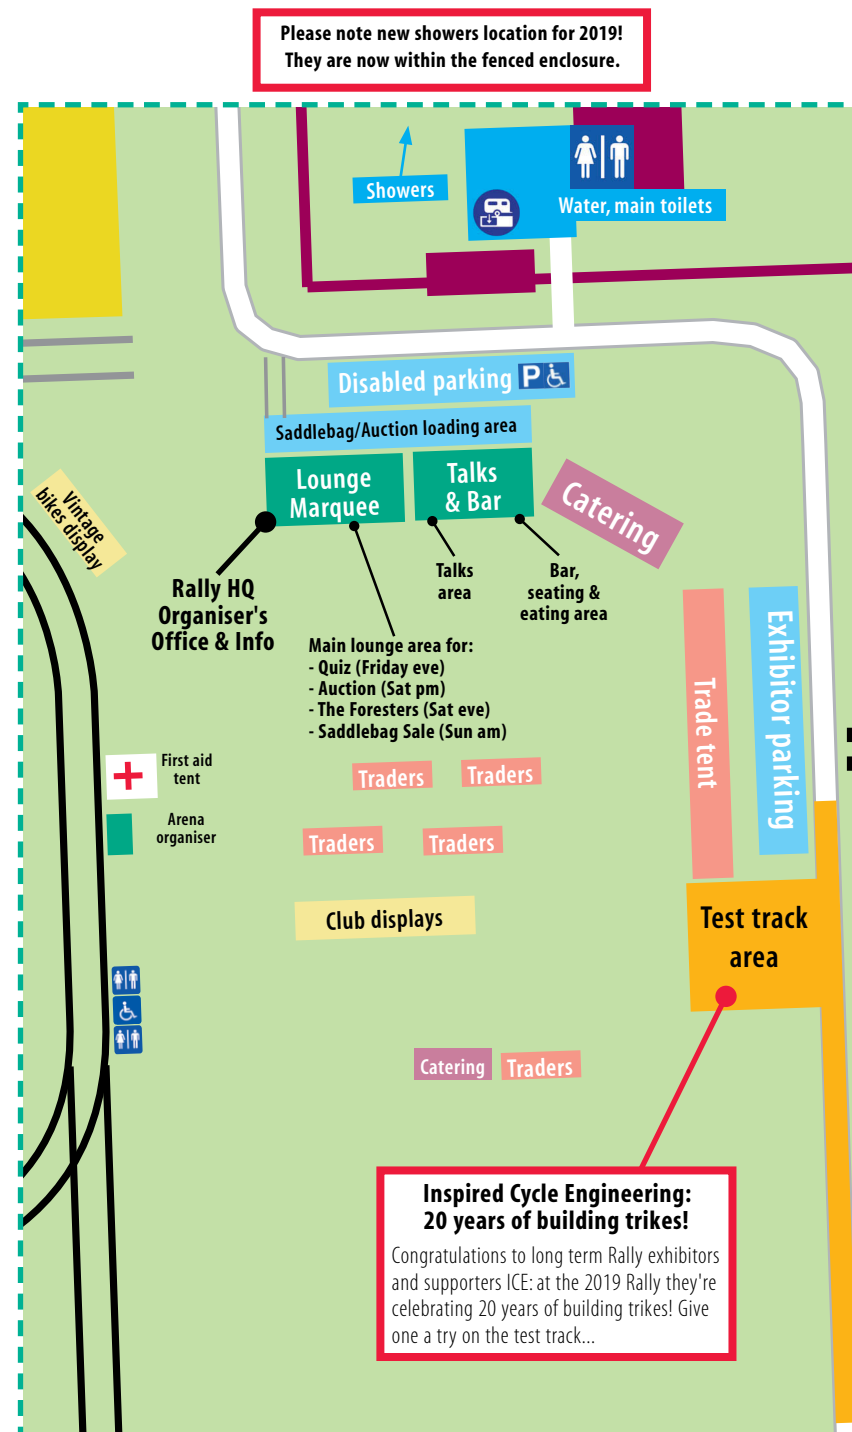 Please note new showers location for 2019!
They are now within the fenced enclosure.
Showers
Water, main toilets
Disabled parking P
Saddlebag/Auction loading area
Lounge
Marquee
Talks
& Bar
Catering
Vintage
bikes display
Rally HQ
Organiser's
Office & Info
Talks
area
Bar,
seating &
eating area
Main lounge area for:
- Quiz (Friday eve)
- Auction (Sat pm)
- The Foresters (Sat eve)
- Saddlebag Sale (Sun am)
Trade tent
Exhibitor parking
First aid
tent
Arena
organiser
Traders
Traders
Traders
Traders
Club displays
Test track
area
Catering
Traders
Inspired Cycle Engineering:
20 years of building trikes!
Congratulations to long term Rally exhibitors
and supporters ICE: at the 2019 Rally they're
celebrating 20 years of building trikes! Give
one a try on the test track...